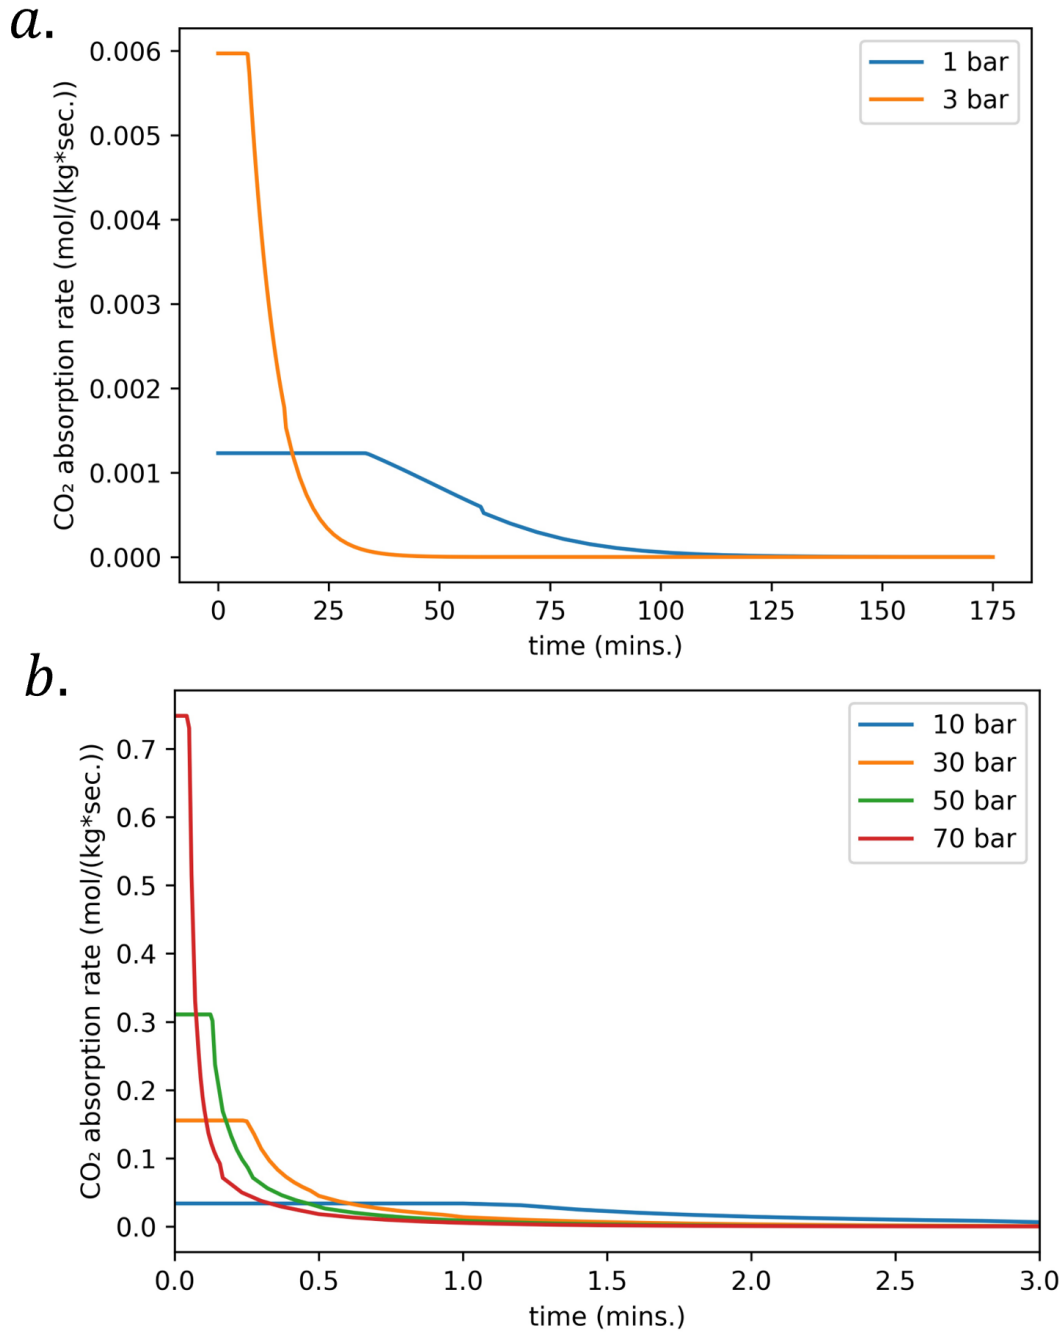 a.
CO₂ absorption rate (mol/(kg*sec.))
0.006
0.005
0.004
0.003
0.002
0.001
0.000
1 bar
3 bar
0 25 50 75 100 125 150 175
time (mins.)
b.
CO₂ absorption rate (mol/(kg*sec.))
0.7
0.6
0.5
0.4
0.3
0.2
0.1
0.0
10 bar
30 bar
50 bar
70 bar
0.0 0.5 1.0 1.5 2.0 2.5 3.0
time (mins.)